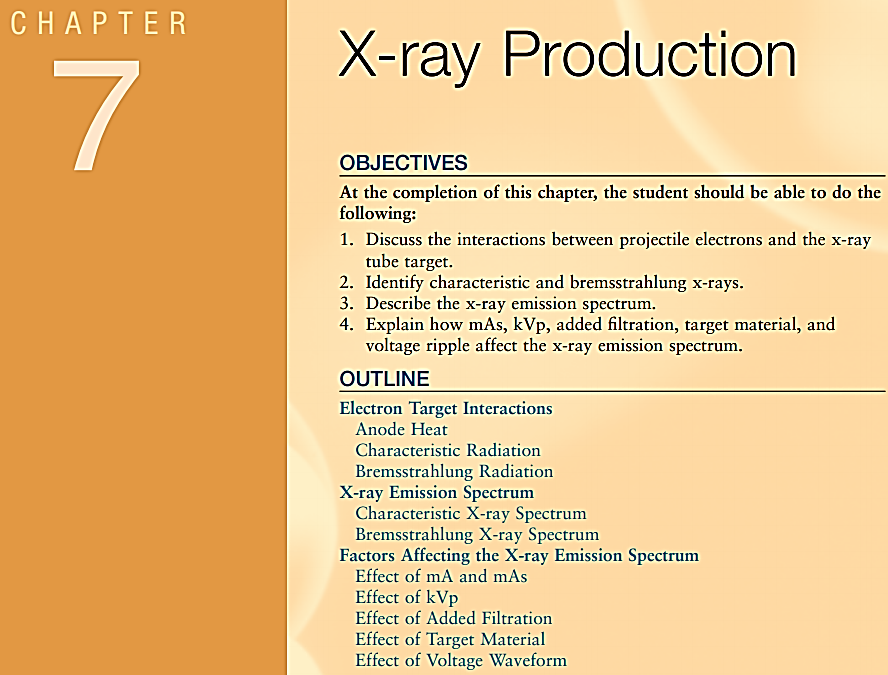 CHAPTER
7
X-ray Production
OBJECTIVES
At the completion of this chapter, the student should be able to do the
following:
1. Discuss the interactions between projectile electrons and the x-ray
tube target.
2. Identify characteristic and bremsstrahlung x-rays.
3. Describe the x-ray emission spectrum.
4. Explain how mAs, kVp, added filtration, target material, and
voltage ripple affect the x-ray emission spectrum.
OUTLINE
Electron Target Interactions
Anode Heat
Characteristic Radiation
Bremsstrahlung Radiation
X-ray Emission Spectrum
Characteristic X-ray Spectrum
Bremsstrahlung X-ray Spectrum
Factors Affecting the X-ray Emission Spectrum
Effect of mA and mAs
Effect of kVp
Effect of Added Filtration
Effect of Target Material
Effect of Voltage Waveform